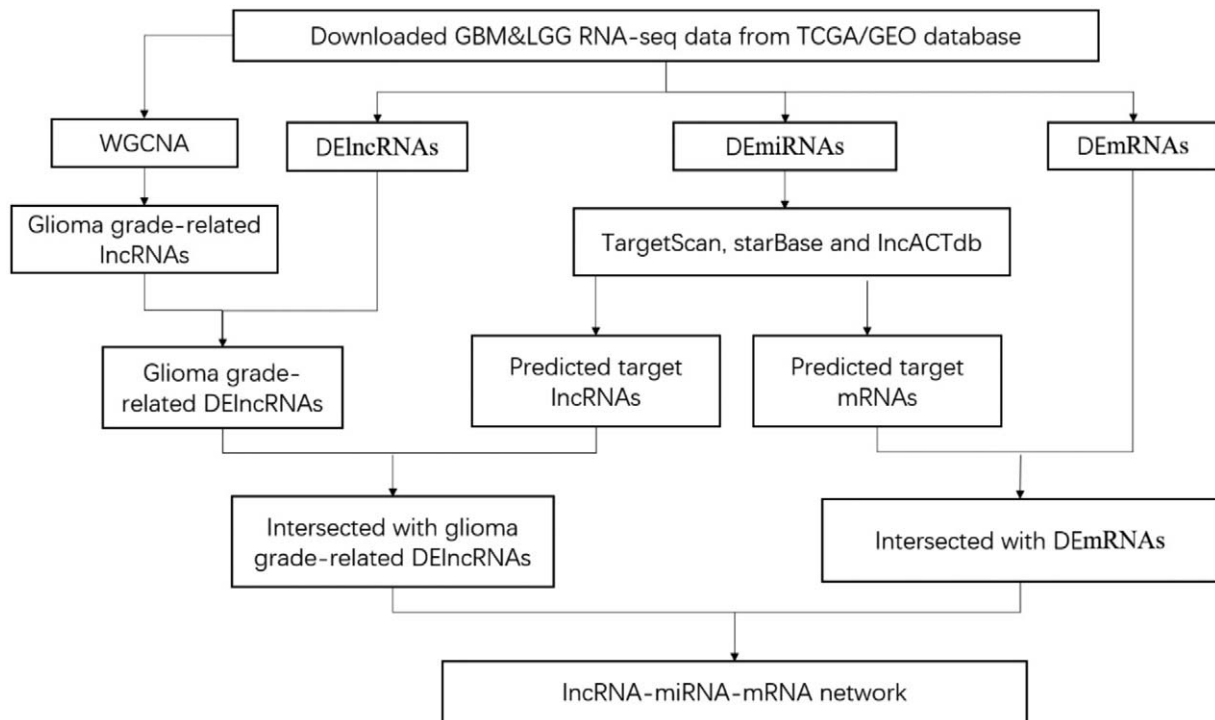 Downloaded GBM&LGG RNA-seq data from TCGA/GEO database
WGCNA
DElncRNAs
DEmiRNAs
DEmRNAs
Glioma grade-related
lncRNAs
TargetScan, starBase and lncACTdb
Glioma grade-
related DElncRNAs
Predicted target
lncRNAs
Predicted target
mRNAs
Intersected with glioma
grade-related DElncRNAs
Intersected with DEmRNAs
lncRNA-miRNA-mRNA network